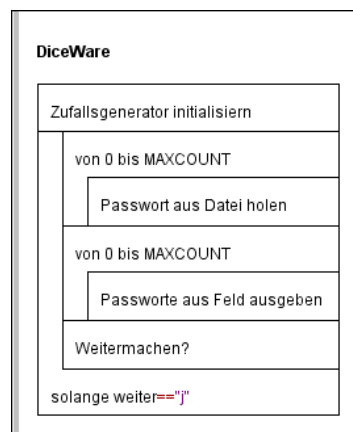 DiceWare
Zufallsgenerator initialisiern
von 0 bis MAXCOUNT
Passwort aus Datei holen
von 0 bis MAXCOUNT
Passworte aus Feld ausgeben
Weitermachen?
solange weiter=="j"